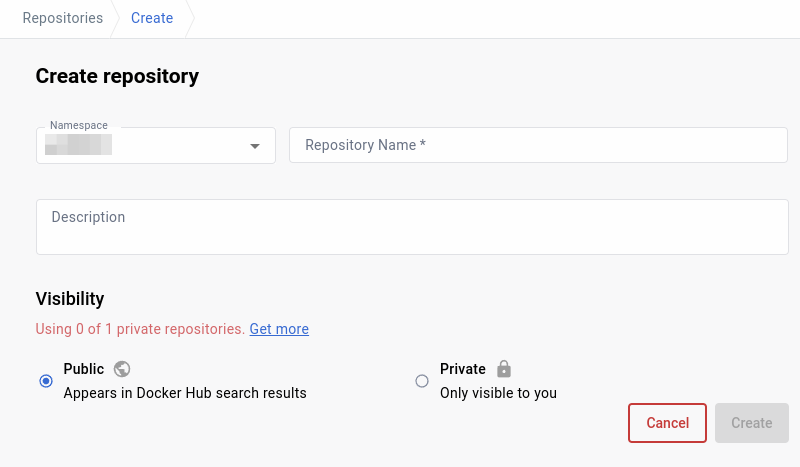 Repositories Create
Create repository
Namespace
Repository Name *
Description
Visibility
Using 0 of 1 private repositories. Get more
Public
Appears in Docker Hub search results
Private
Only visible to you
Cancel Create